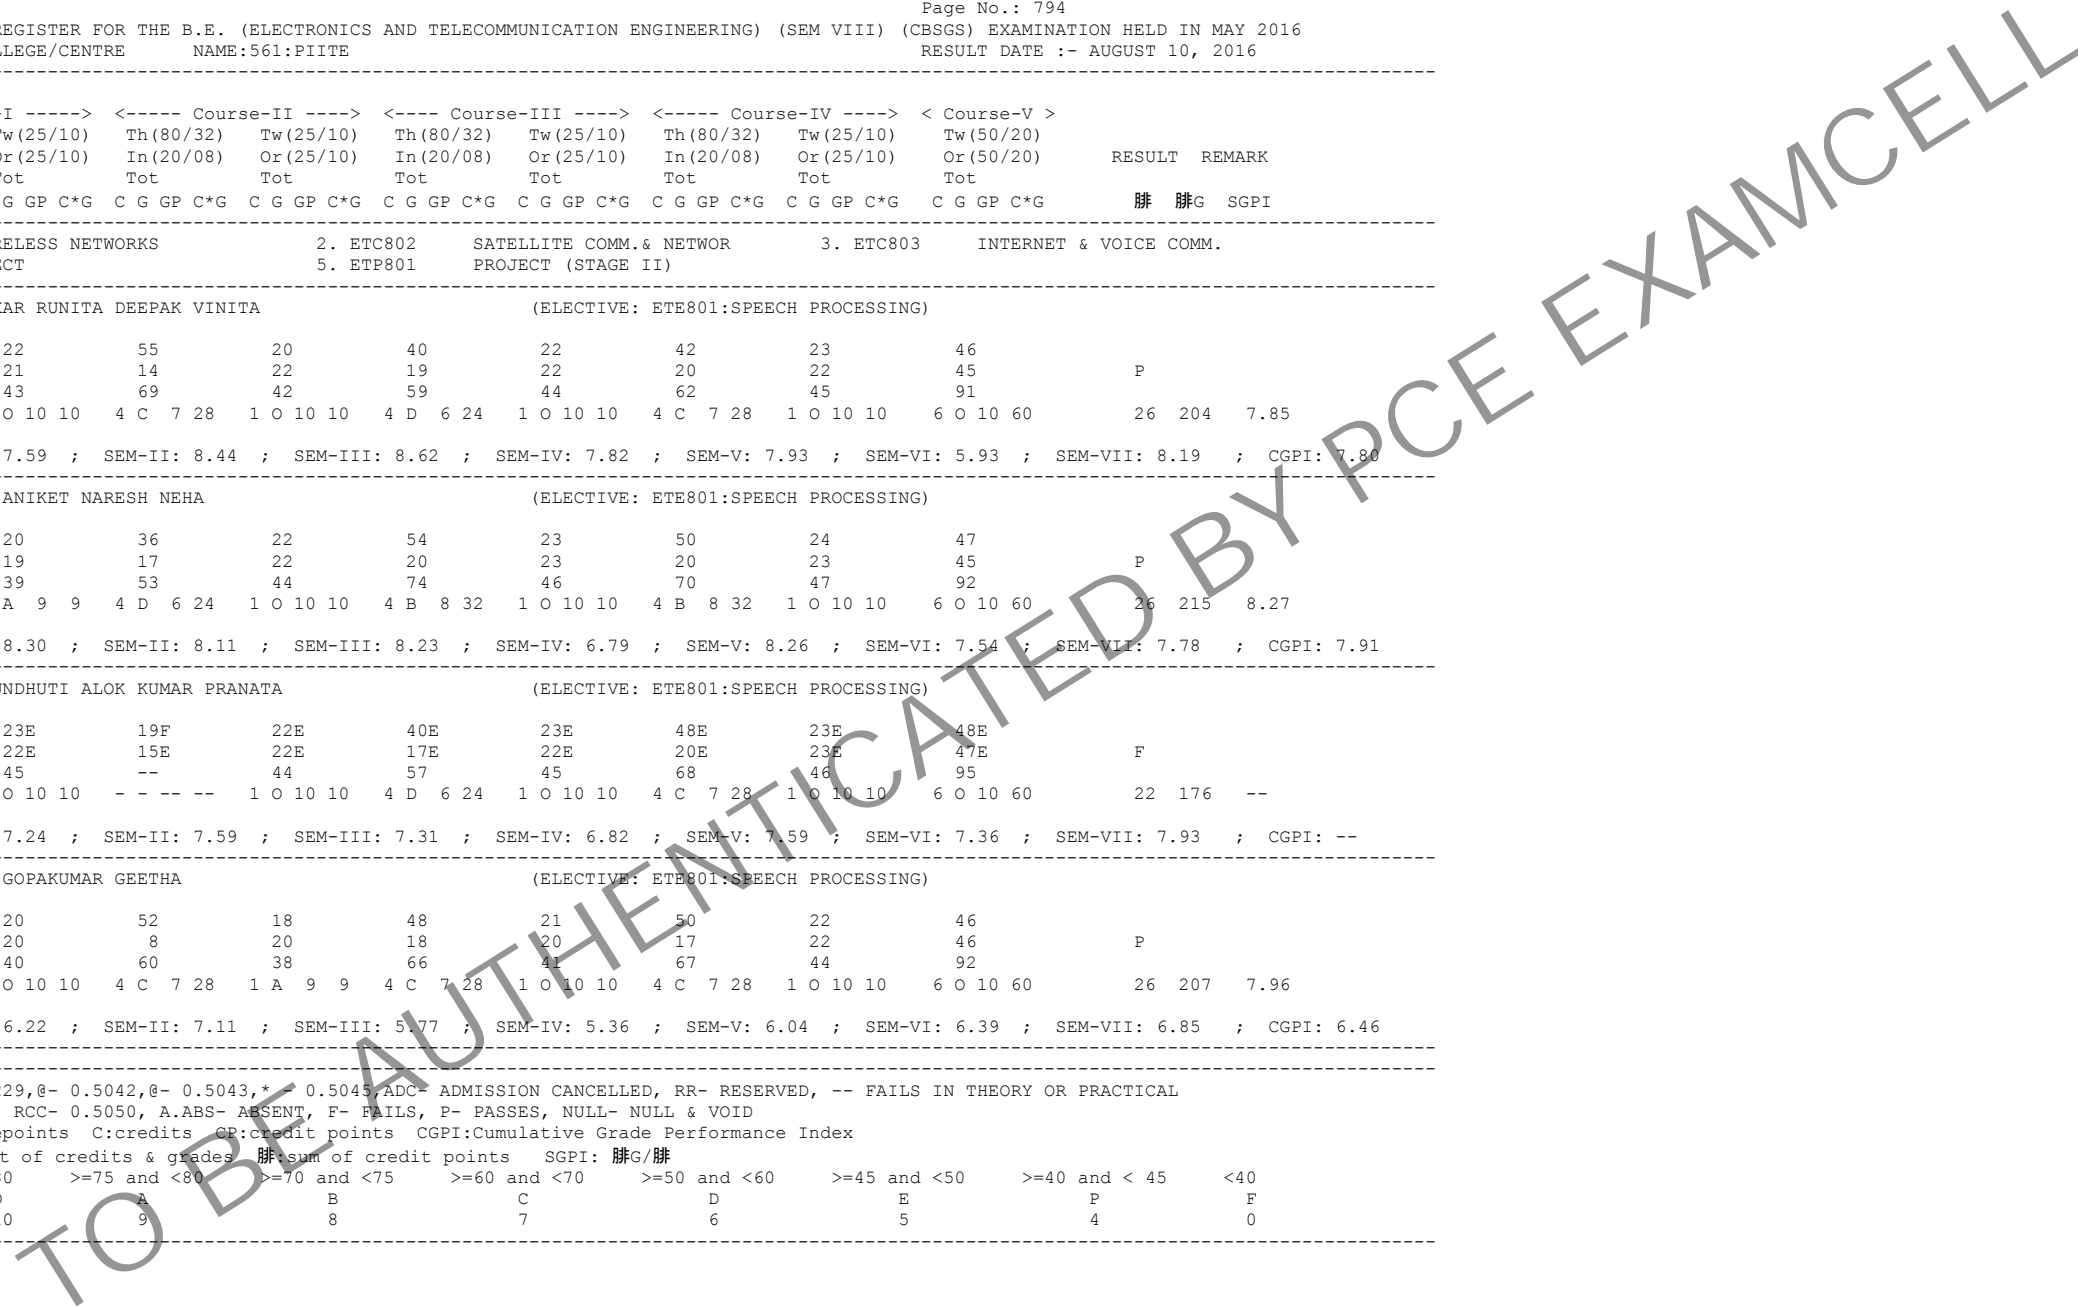 Page No.: 794
REGISTER FOR THE B.E. (ELECTRONICS AND TELECOMMUNICATION ENGINEERING) (SEM VIII) (CBSGS) EXAMINATION HELD IN MAY 2016
LLEGE/CENTRE NAME:561:PIITE RESULT DATE :- AUGUST 10, 2016
-I -----> <----- Course-II ----> <---- Course-III ----> <----- Course-IV ----> < Course-V >
Tw(25/10) Th(80/32) Tw(25/10) Th(80/32) Tw(25/10) Th(80/32) Tw(25/10) Tw(50/20)
Or(25/10) In(20/08) Or(25/10) In(20/08) Or(25/10) In(20/08) Or(25/10) Or(50/20) RESULT REMARK
Tot Tot Tot Tot Tot Tot Tot Tot
G GP C*G C G GP C*G C G GP C*G C G GP C*G C G GP C*G C G GP C*G C G GP C*G C G GP C*G 腓 腓G SGPI
RELESS NETWORKS 2. ETC802 SATELLITE COMM.& NETWOR 3. ETC803 INTERNET & VOICE COMM.
ECT 5. ETP801 PROJECT (STAGE II)
KAR RUNITA DEEPAK VINITA (ELECTIVE: ETE801:SPEECH PROCESSING)
22 55 20 40 22 42 23 46
21 14 22 19 22 20 22 45 P
43 69 42 59 44 62 45 91
O 10 10 4 C 7 28 1 O 10 10 4 D 6 24 1 O 10 10 4 C 7 28 1 O 10 10 6 O 10 60 26 204 7.85
7.59 ; SEM-II: 8.44 ; SEM-III: 8.62 ; SEM-IV: 7.82 ; SEM-V: 7.93 ; SEM-VI: 5.93 ; SEM-VII: 8.19 ; CGPI: 7.80
ANIKET NARESH NEHA (ELECTIVE: ETE801:SPEECH PROCESSING)
20 36 22 54 23 50 24 47
19 17 22 20 23 20 23 45 P
39 53 44 74 46 70 47 92
A 9 9 4 D 6 24 1 O 10 10 4 B 8 32 1 O 10 10 4 B 8 32 1 O 10 10 6 O 10 60 26 215 8.27
8.30 ; SEM-II: 8.11 ; SEM-III: 8.23 ; SEM-IV: 6.79 ; SEM-V: 8.26 ; SEM-VI: 7.54 ; SEM-VII: 7.78 ; CGPI: 7.91
UNDHUTI ALOK KUMAR PRANATA (ELECTIVE: ETE801:SPEECH PROCESSING)
23E 19F 22E 40E 23E 48E 23E 48E
22E 15E 22E 17E 22E 20E 23E 47E F
45 -- 44 57 45 68 46 95
O 10 10 - - -- -- 1 O 10 10 4 D 6 24 1 O 10 10 4 C 7 28 1 O 10 10 6 O 10 60 22 176 --
7.24 ; SEM-II: 7.59 ; SEM-III: 7.31 ; SEM-IV: 6.82 ; SEM-V: 7.59 ; SEM-VI: 7.36 ; SEM-VII: 7.93 ; CGPI: --
GOPAKUMAR GEETHA (ELECTIVE: ETE801:SPEECH PROCESSING)
20 52 18 48 21 50 22 46
20 8 20 18 20 17 22 46 P
40 60 38 66 41 67 44 92
O 10 10 4 C 7 28 1 A 9 9 4 C 7 28 1 O 10 10 4 C 7 28 1 O 10 10 6 O 10 60 26 207 7.96
6.22 ; SEM-II: 7.11 ; SEM-III: 5.77 ; SEM-IV: 5.36 ; SEM-V: 6.04 ; SEM-VI: 6.39 ; SEM-VII: 6.85 ; CGPI: 6.46
229,@- 0.5042,@- 0.5043,* - 0.5045,ADC- ADMISSION CANCELLED, RR- RESERVED, -- FAILS IN THEORY OR PRACTICAL
RCC- 0.5050, A.ABS- ABSENT, F- FAILS, P- PASSES, NULL- NULL & VOID
epoints C:credits CP:credit points CGPI:Cumulative Grade Performance Index
t of credits & grades 腓:sum of credit points SGPI: 腓G/腓
0 >=75 and <80 >=70 and <75 >=60 and <70 >=50 and <60 >=45 and <50 >=40 and < 45 <40
O A B C D E P F
10 9 8 7 6 5 4 0
TO BE AUTHENTICATED BY PCE EXAMCELL